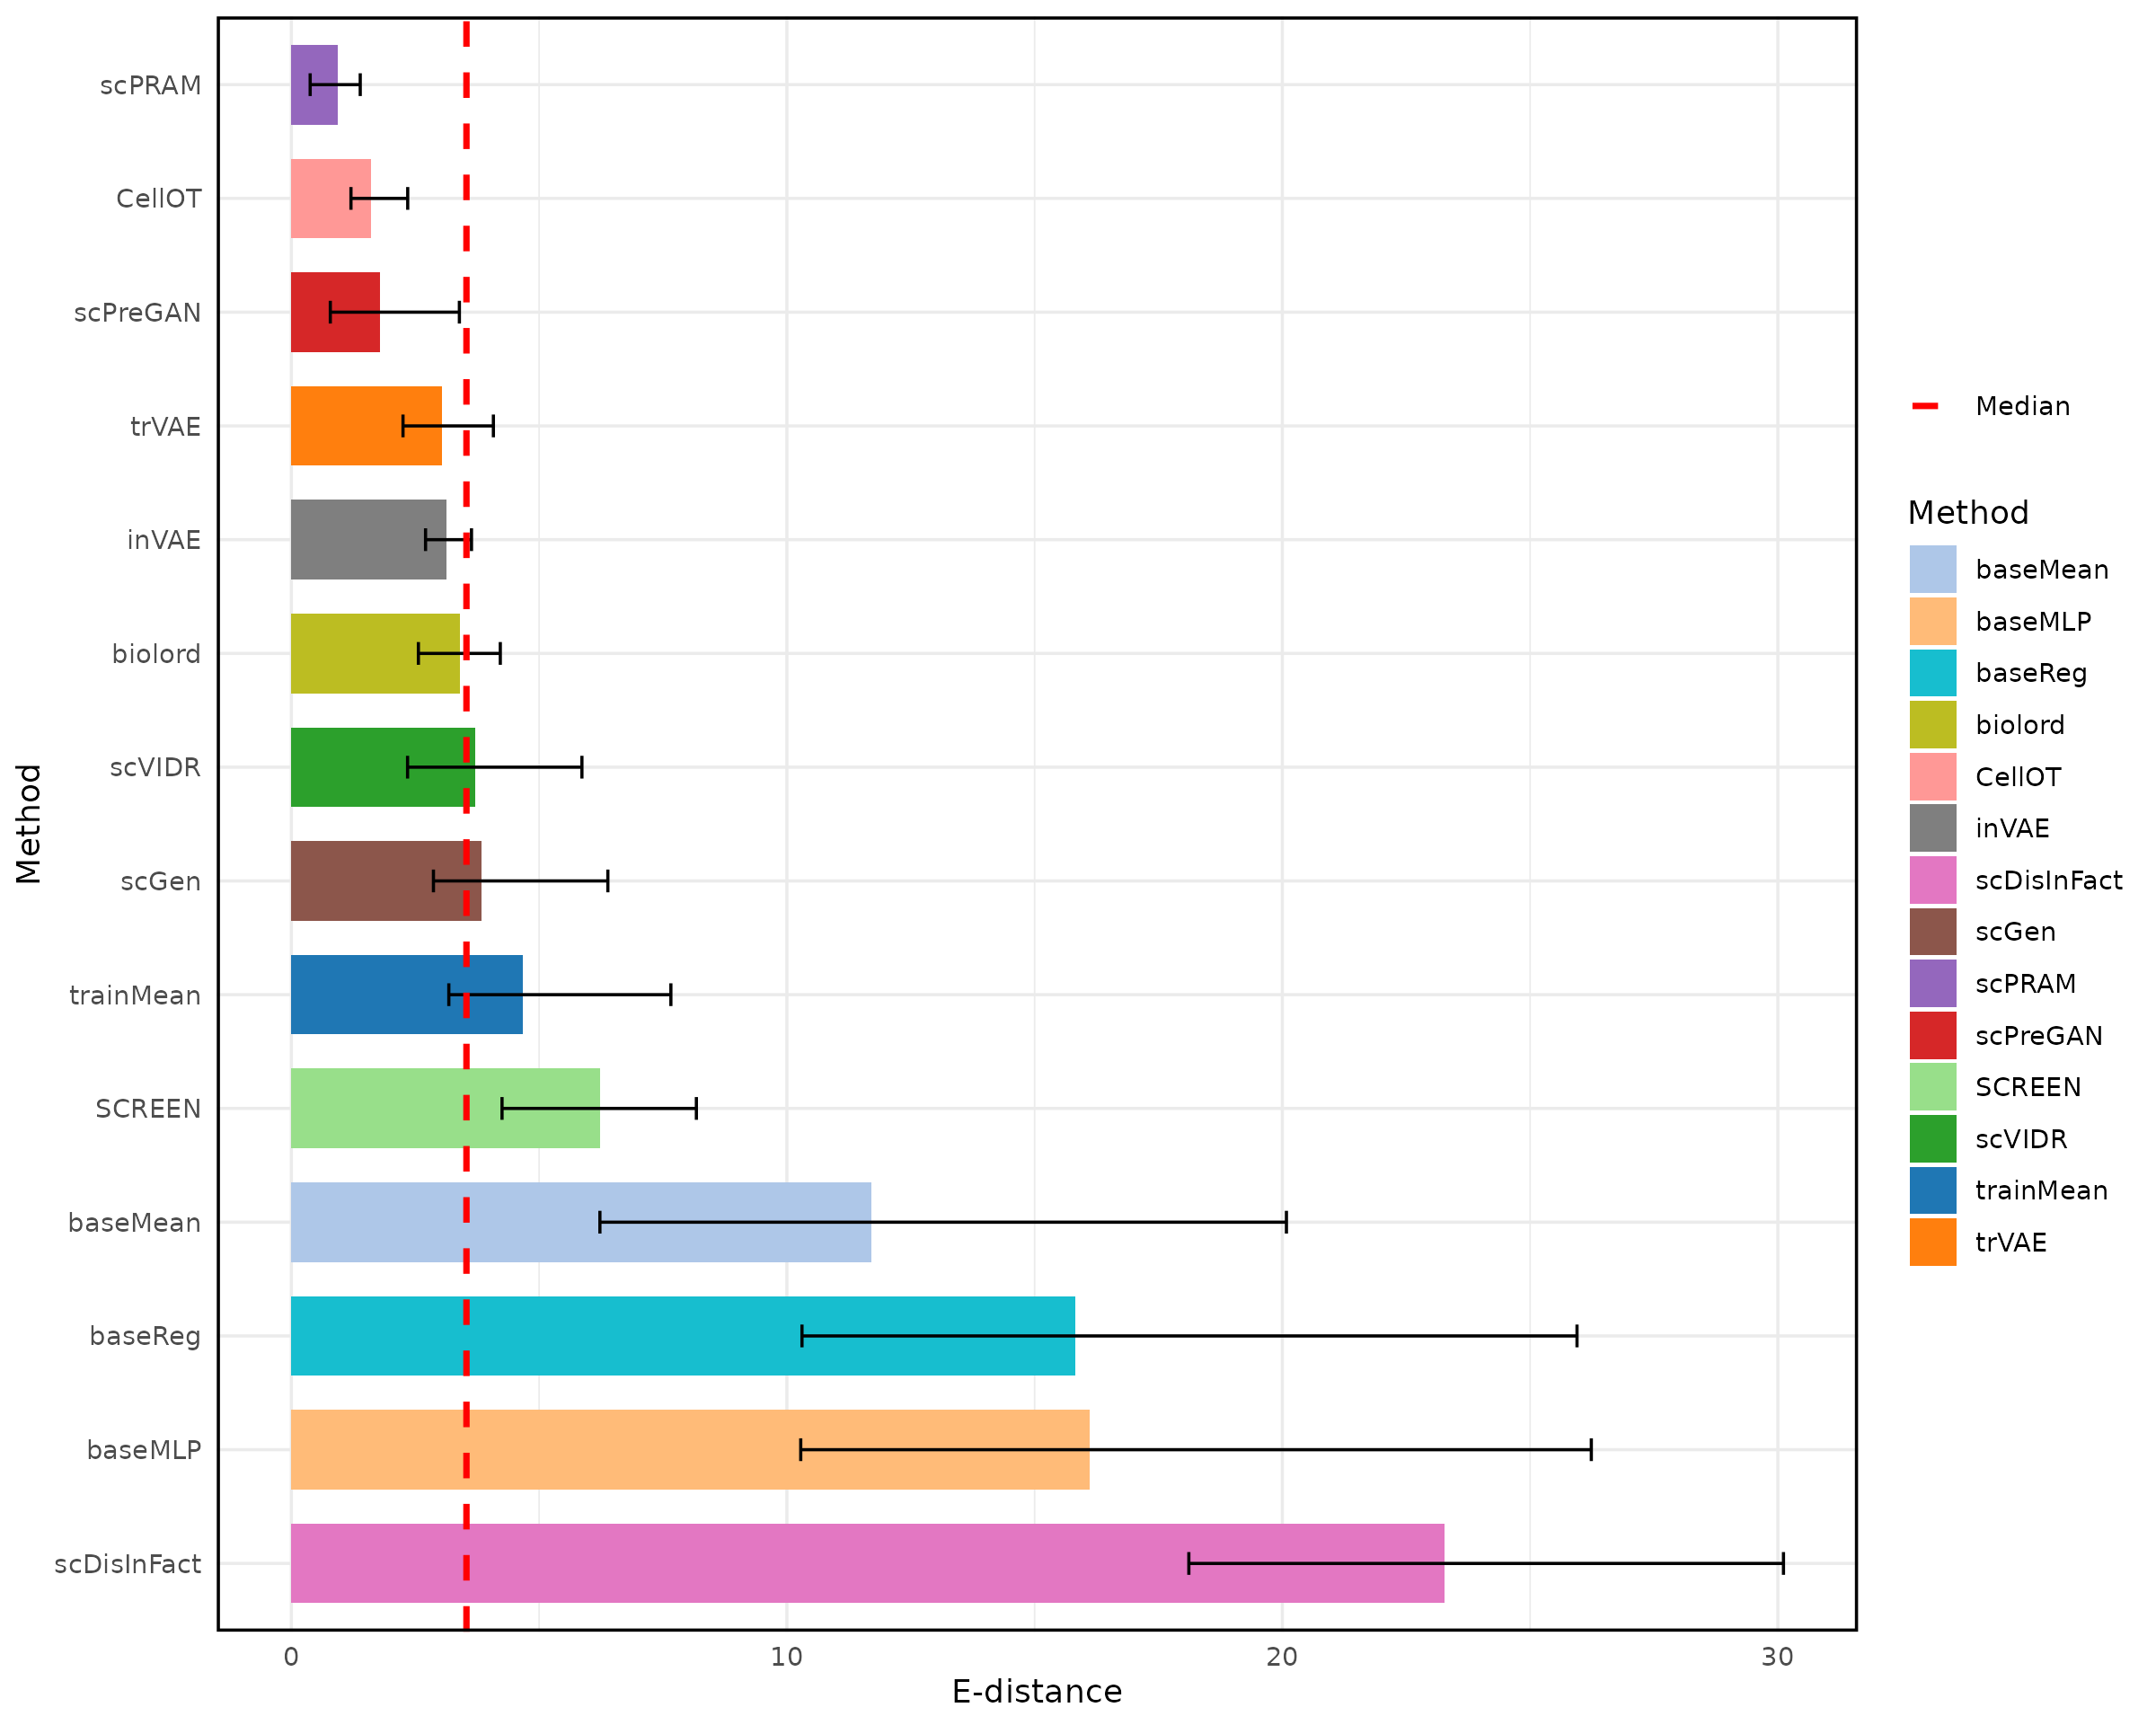 scPRAM
CellOT
scPreGAN
trVAE
inVAE
biolord
scVIDR
scGen
trainMean
SCREEN
baseMean
baseReg
baseMLP
scDisInFact
Method
0 10 20 30
E-distance
Median
Method
baseMean
baseMLP
baseReg
biolord
CellOT
inVAE
scDisInFact
scGen
scPRAM
scPreGAN
SCREEN
scVIDR
trainMean
trVAE